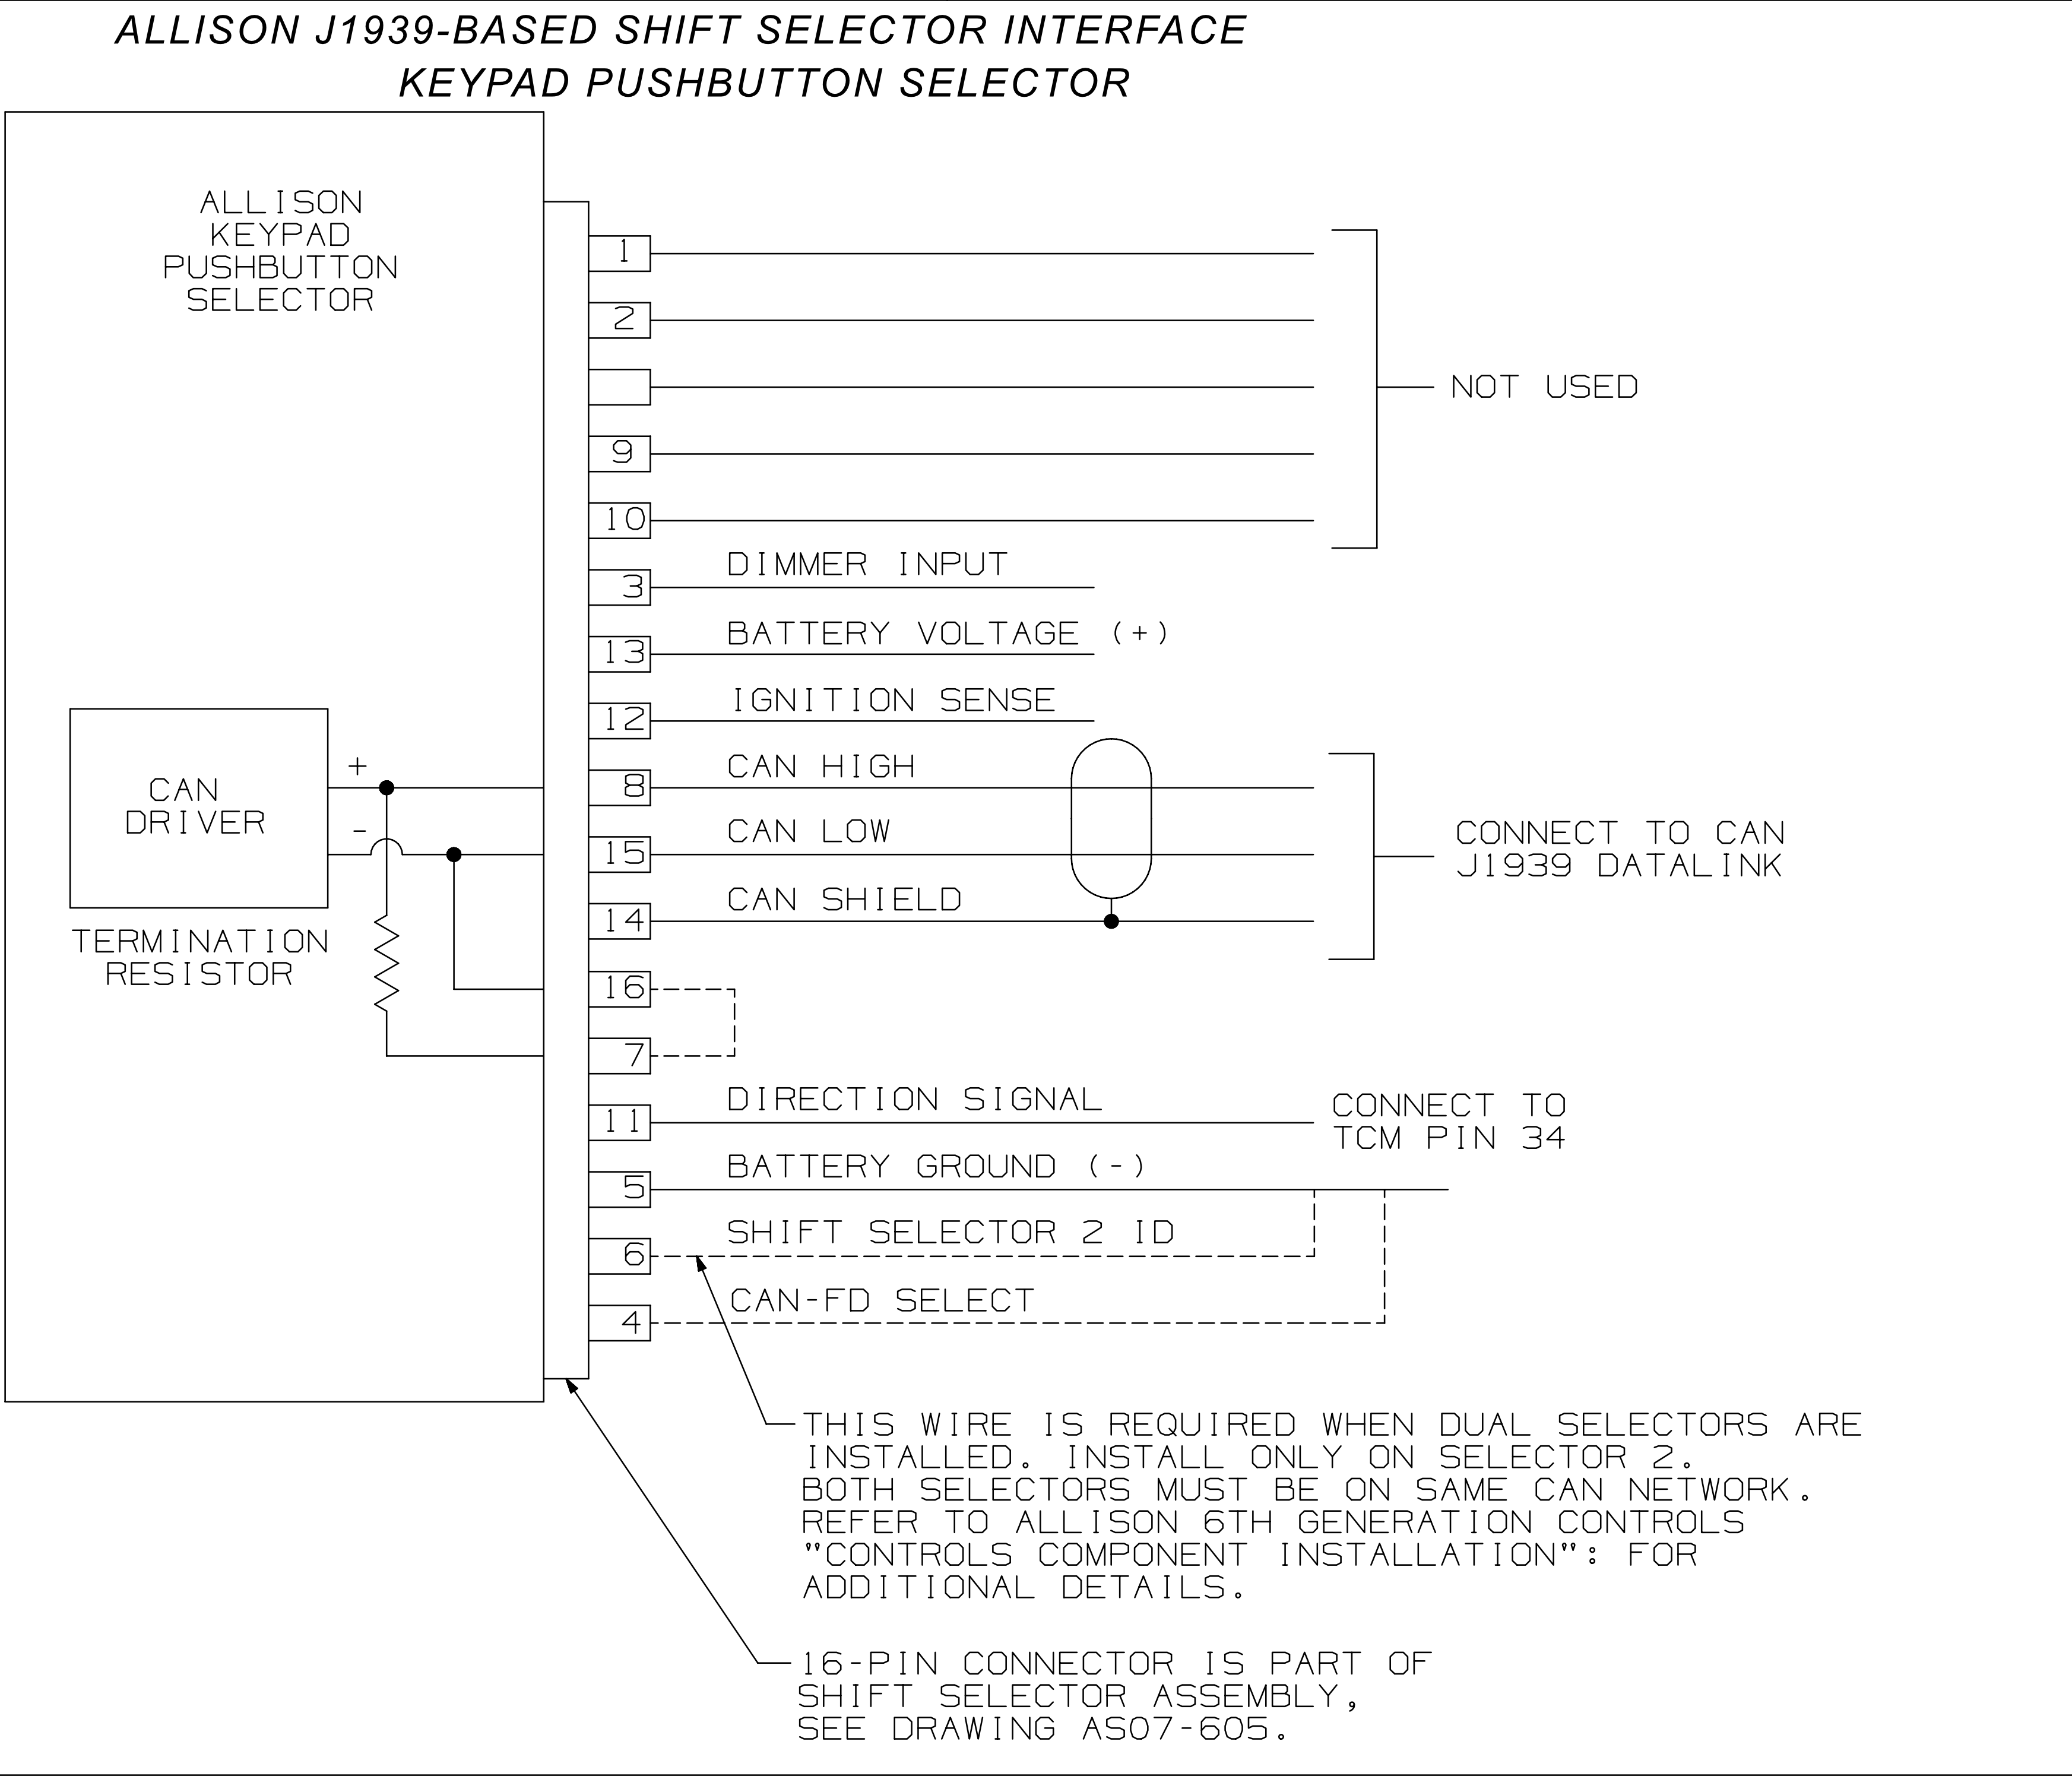 ALLISON J1939-BASED SHIFT SELECTOR INTERFACE
KEYPAD PUSHBUTTON SELECTOR
ALLISON
KEYPAD
PUSHBUTTON
SELECTOR
1
2
9
10
NOT USED
3
DIMMER INPUT
13
BATTERY VOLTAGE (+)
12
IGNITION SENSE
CAN
DRIVER
+
-
TERMINATION
RESISTOR
8
CAN HIGH
15
CAN LOW
14
CAN SHIELD
CONNECT TO CAN
J1939 DATALINK
16
7
11
DIRECTION SIGNAL
CONNECT TO
TCM PIN 34
5
BATTERY GROUND (-)
6
SHIFT SELECTOR 2 ID
4
CAN-FD SELECT
THIS WIRE IS REQUIRED WHEN DUAL SELECTORS ARE
INSTALLED. INSTALL ONLY ON SELECTOR 2.
BOTH SELECTORS MUST BE ON SAME CAN NETWORK.
REFER TO ALLISON 6TH GENERATION CONTROLS
"CONTROLS COMPONENT INSTALLATION": FOR
ADDITIONAL DETAILS.
16-PIN CONNECTOR IS PART OF
SHIFT SELECTOR ASSEMBLY,
SEE DRAWING AS07-605.